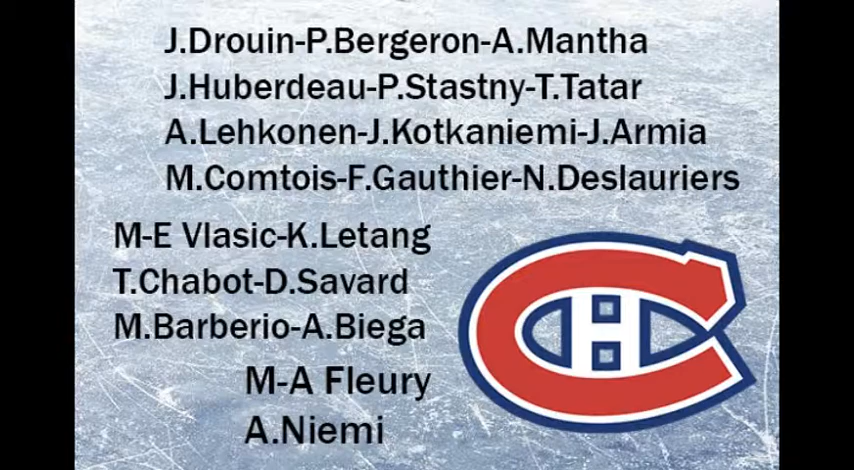 J.Drouin-P.Bergeron-A.Mantha
J.Huberdeau-P.Stastny-T.Tatar
A.Lehkonen-J.Kotkaniemi-J.Armia
M.Comtois-F.Gauthier-N.Deslauriers
M-E Vlasic-K.Letang
T.Chabot-D.Savard
M.Barberio-A.Biega
M-A Fleury
A.Niemi
CH